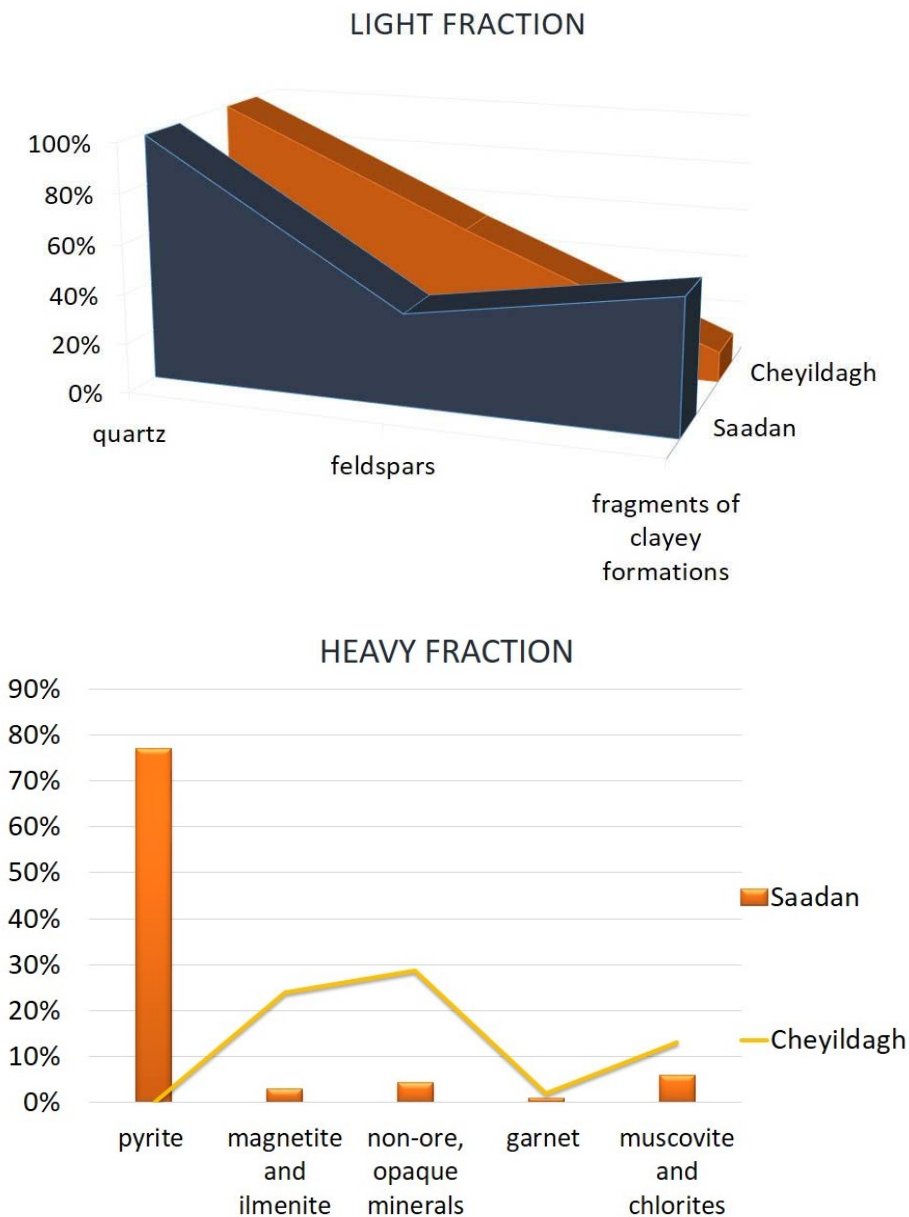 LIGHT FRACTION
100%
80%
60%
40%
20%
0%
quartz
feldspars
fragments of
clayey
formations
Cheyildagh
Saadan
HEAVY FRACTION
90%
80%
70%
60%
50%
40%
30%
20%
10%
0%
pyrite
magnetite
and
ilmenite
non-ore,
opaque
minerals
garnet
muscovite
and
chlorites
Saadan
Cheyildagh